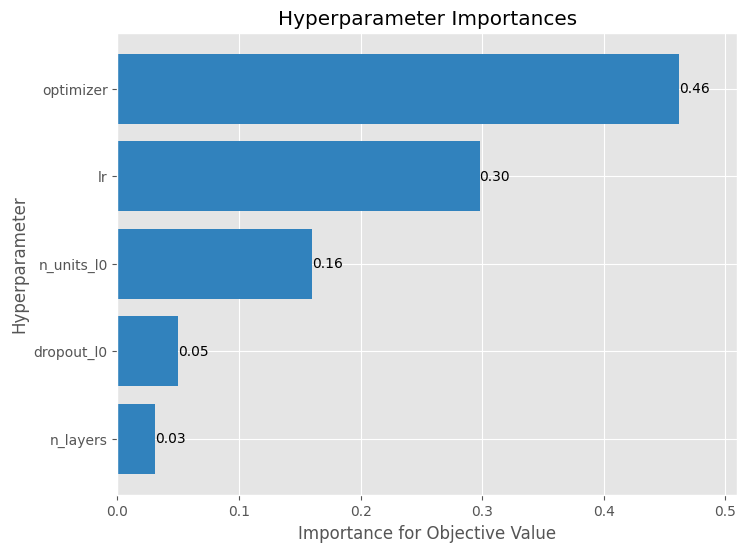 Hyperparameter Importances
Hyperparameter
optimizer
0.46
lr
0.30
n_units_l0
0.16
dropout_l0
0.05
n_layers
0.03
0.0 0.1 0.2 0.3 0.4 0.5
Importance for Objective Value